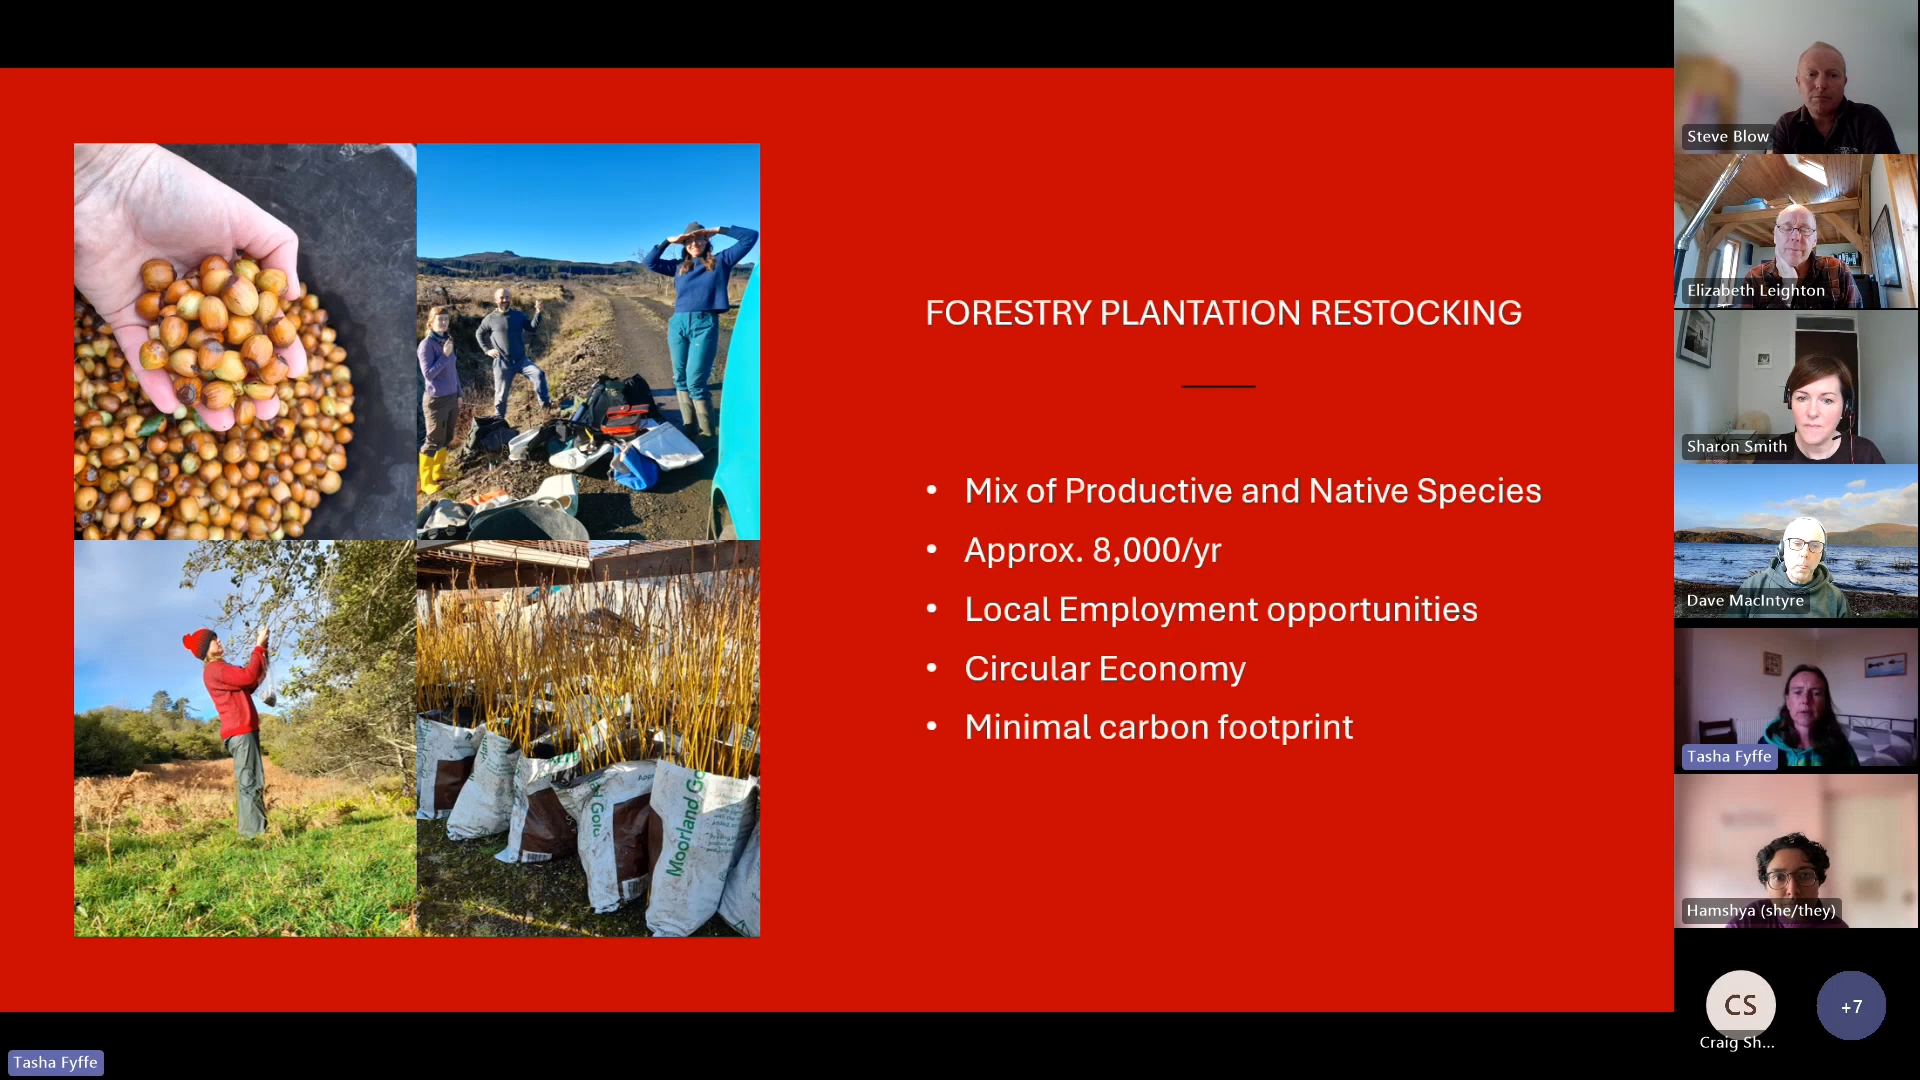 FORESTRY PLANTATION RESTOCKING
• Mix of Productive and Native Species
• Approx. 8,000/yr
• Local Employment opportunities
• Circular Economy
• Minimal carbon footprint
Moorland Go
Gold
Steve Blow
Elizabeth Leighton
Sharon Smith
Dave MacIntyre
Tasha Fyffe
Hamshya (she/they)
CS
+7
Craig Sh...
Tasha Fyffe